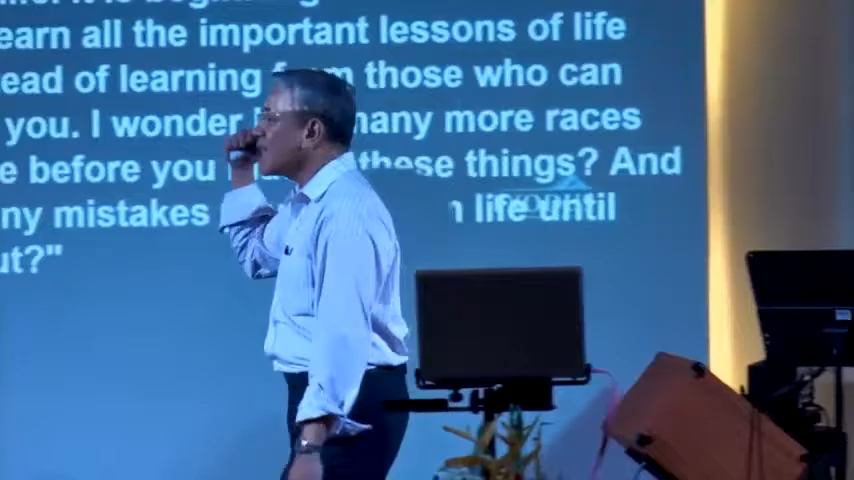 earn all the important lessons of life
ead of learning from those who can
you. I wonder many more races
e before you these things? And
ny mistakes n life until
ut?"